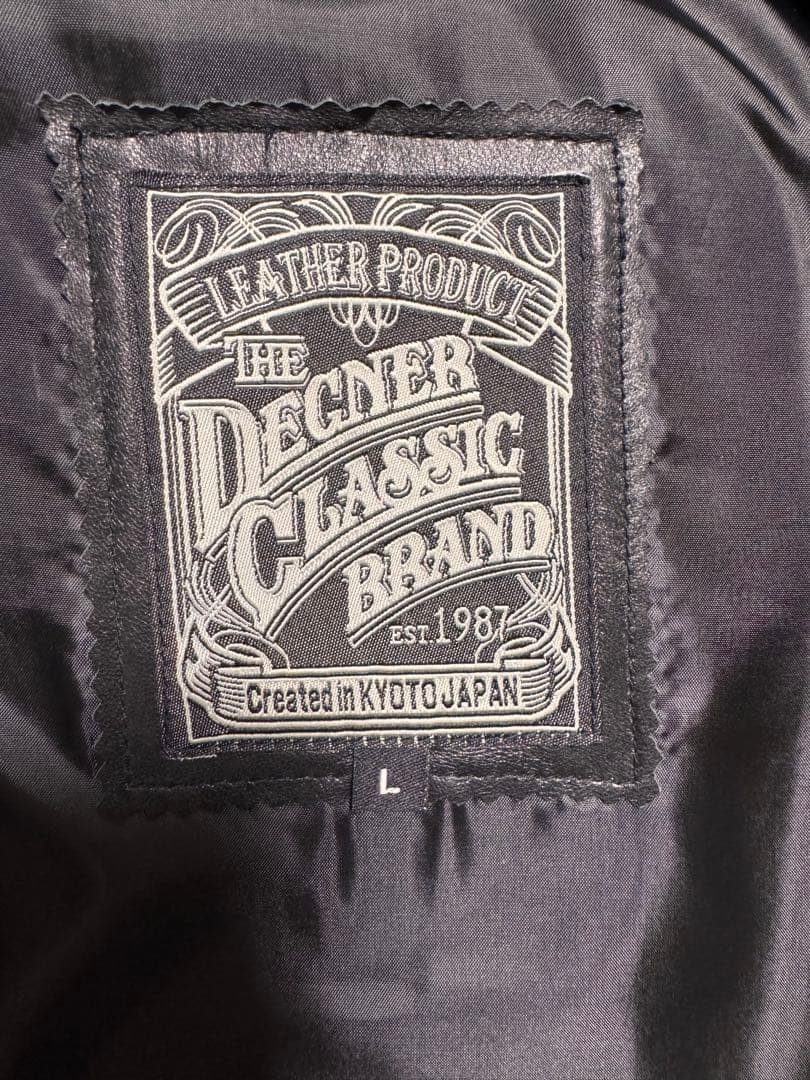 LEATHER PRODUCT
THE
DEGNER
CLASSIC
BRAND
EST. 1987
Created in KYOTO JAPAN
L